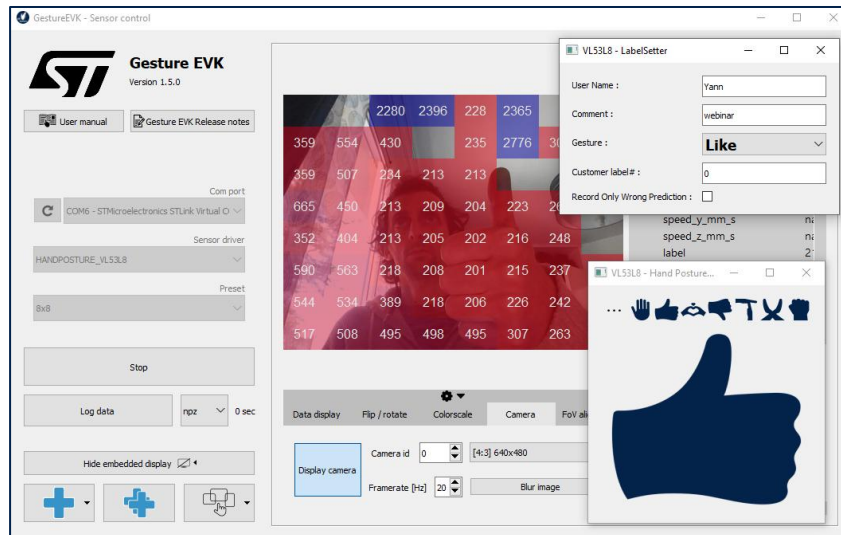 GestureEVK - Sensor control
ST
Gesture EVK
Version 1.5.0
User manual
Gesture EVK Release notes
Com port
COM6 - STMicroelectronics STLink Virtual C
Sensor driver
HANDPOSTURE_VL53L8
Preset
8x8
Stop
Log data
npz
0 sec
Hide embedded display
2280 2396 228 2365
359 554 430 235 2776
359 507 234 213 213
665 450 213 209 204 223
352 404 213 205 202 216 248
590 563 218 208 201 215 237
544 534 389 218 206 226 242
517 508 495 498 495 307 263
Data display
Flip / rotate
Colorscale
Camera
FoV
Display camera
Camera id
0
[4:3] 640x480
Framerate [Hz]
20
Blur image
VL53L8 - LabelSetter
User Name :
Yann
Comment :
webinar
Gesture :
Like
Customer label# :
0
Record Only Wrong Prediction :
speed_y_mm_s
speed_z_mm_s
label
VL53L8 - Hand Posture...
...